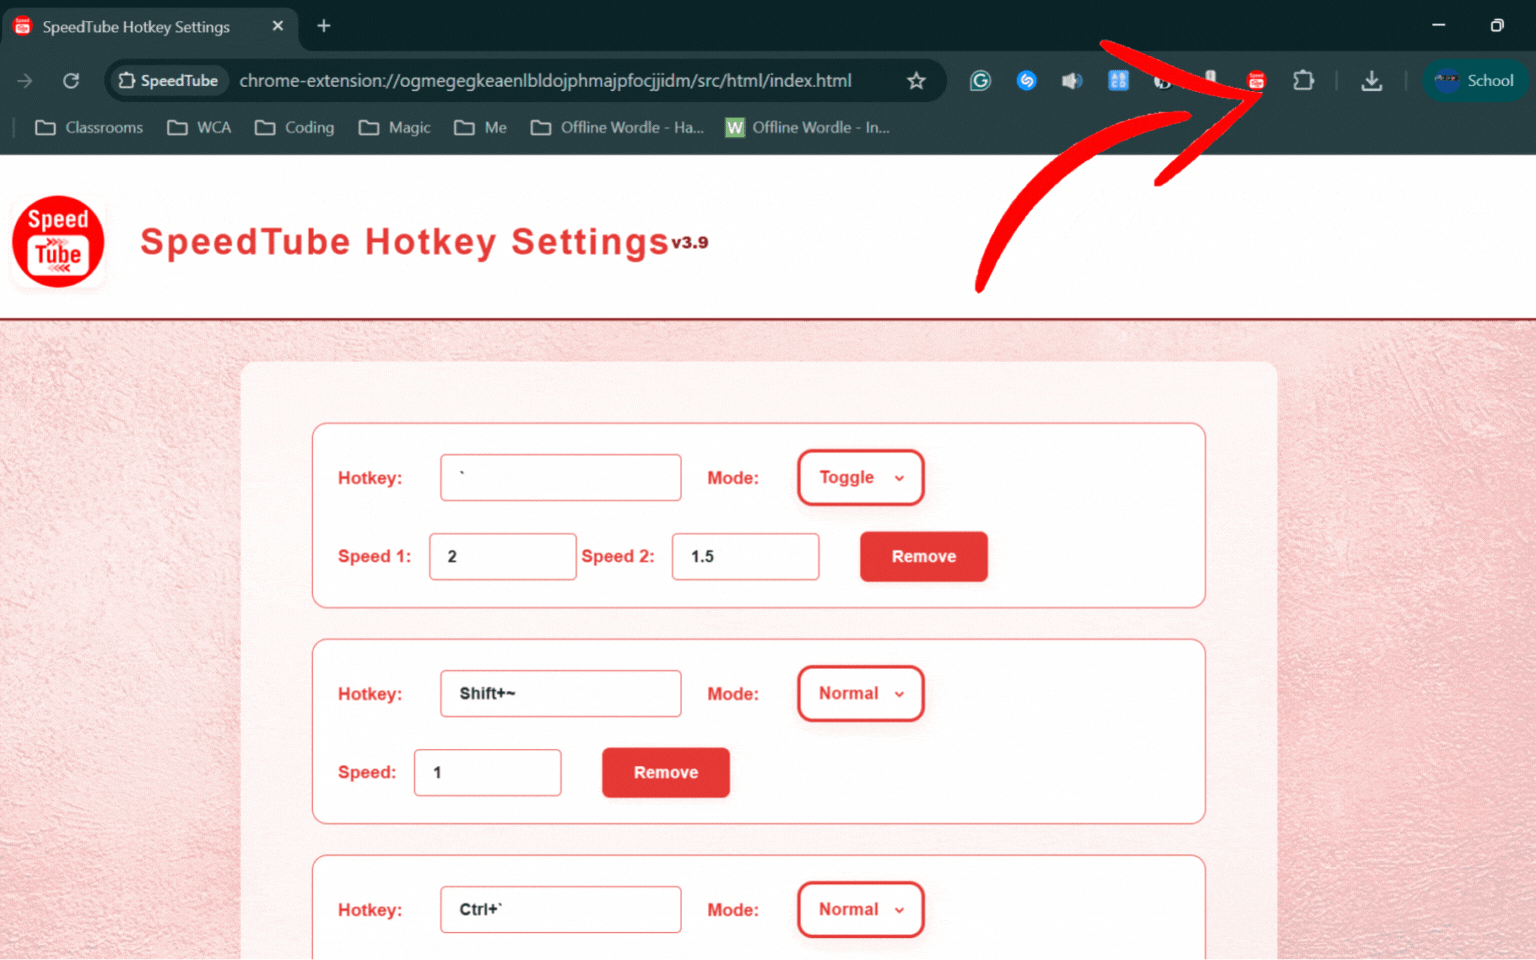 SpeedTube Hotkey Settings
SpeedTube
chrome-extension://ogmegegkeaenlbldojphmajpfocjjidm/src/html/index.html
School
Classrooms
WCA
Coding
Magic
Me
Offline Wordle - Ha...
W
Offline Wordle - In...
Speed
Tube
SpeedTube Hotkey Settings v3.9
Hotkey: ` Mode: Toggle
Speed 1: 2 Speed 2: 1.5 Remove
Hotkey: Shift+~ Mode: Normal
Speed: 1 Remove
Hotkey: Ctrl+` Mode: Normal